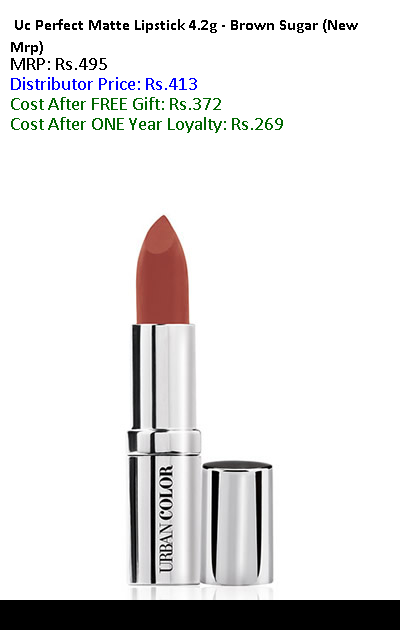 Uc Perfect Matte Lipstick 4.2g - Brown Sugar (New
Mrp)
MRP: Rs.495
Distributor Price: Rs.413
Cost After FREE Gift: Rs.372
Cost After ONE Year Loyalty: Rs.269
URBAN COLOR